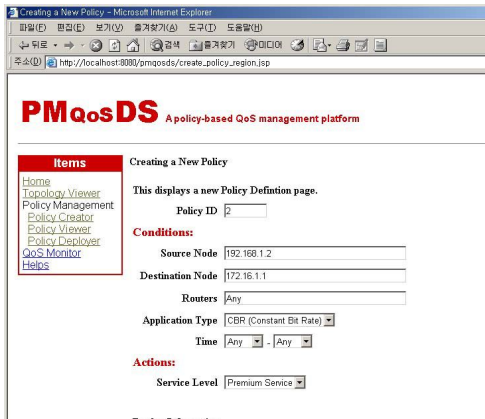 Creating a New Policy - Microsoft Internet Explorer
파일(F) 편집(E) 보기(V) 즐겨찾기(A) 도구(T) 도움말(H)
뒤로 검색 즐겨찾기 미디어
주소(D) http://localhost:8080/pmqosds/create_policy_region.jsp
PMQosDS A policy-based QoS management platform
Items
Home
Topology Viewer
Policy Management
Policy Creator
Policy Viewer
Policy Deployer
QoS Monitor
Helps
Creating a New Policy
This displays a new Policy Defintion page.
Policy ID 2
Conditions:
Source Node 192.168.1.2
Destination Node 172.16.1.1
Routers Any
Application Type CBR (Constant Bit Rate)
Time Any - Any
Actions:
Service Level Premium Service